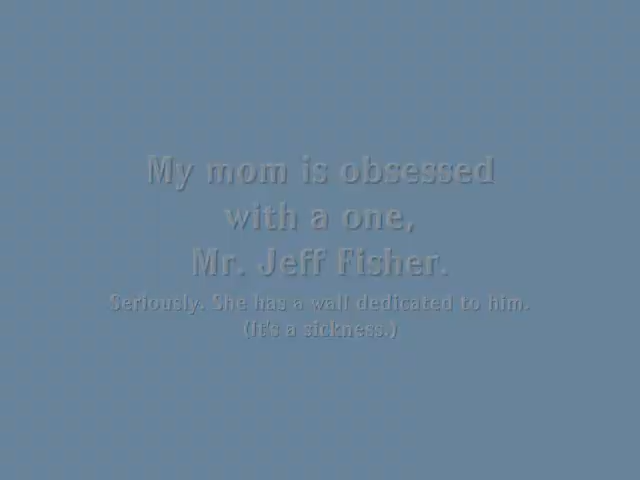 My mom is obsessed
with a one,
Mr. Jeff Fisher.
Seriously. She has a wall dedicated to him.
(It's a sickness.)